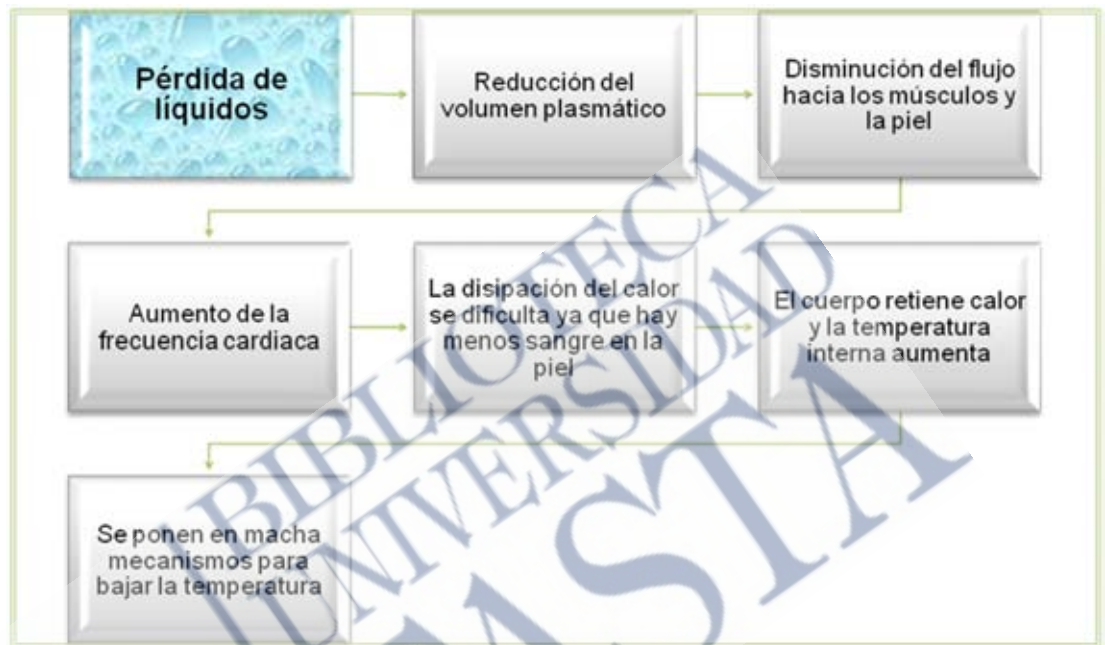 Pérdida de
líquidos
Reducción del
volumen plasmático
Disminución del flujo
hacia los músculos y
la piel
Aumento de la
frecuencia cardiaca
La disipación del calor
se dificulta ya que hay
menos sangre en la
piel
El cuerpo retiene calor
y la temperatura
interna aumenta
Se ponen en macha
mecanismos para
bajar la temperatura
BIBLIOTECA
UNIVERSIDAD
FASTA